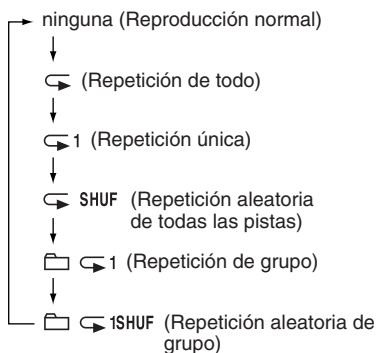 ninguna (Reproducción normal)
(Repetición de todo)
1 (Repetición única)
SHUF (Repetición aleatoria
de todas las pistas)
1 (Repetición de grupo)
1SHUF (Repetición aleatoria de
grupo)